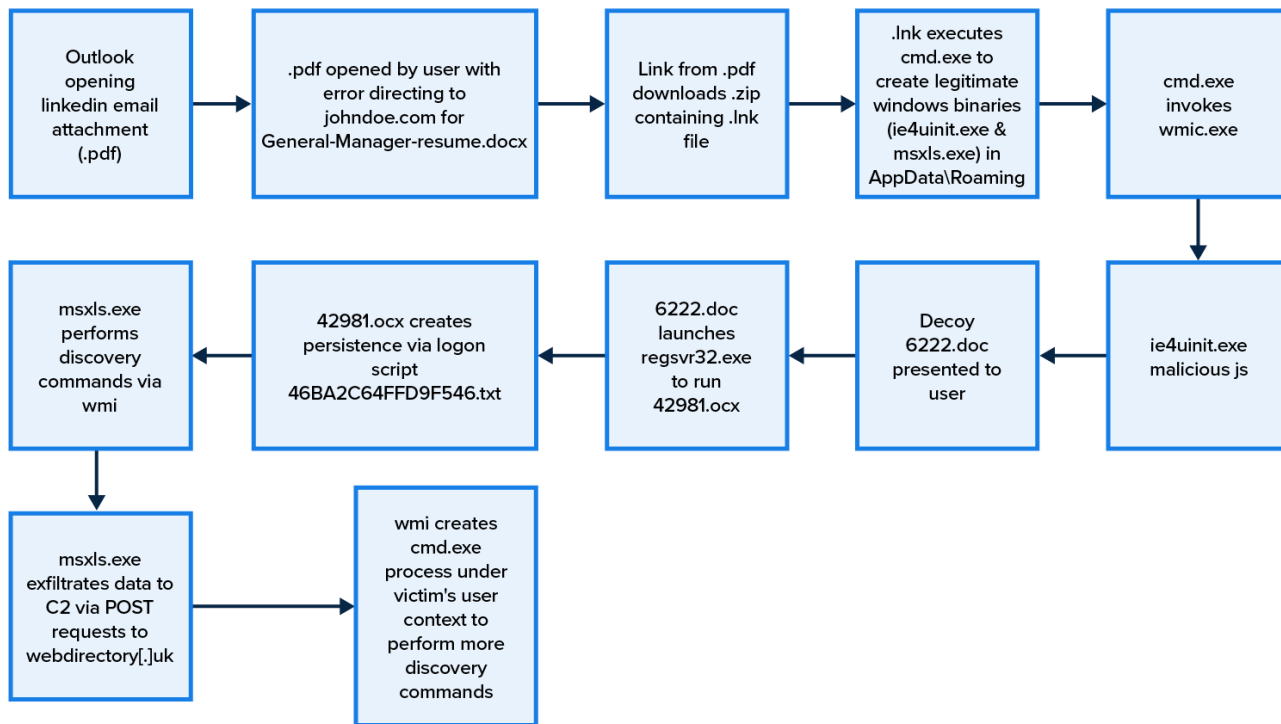 Outlook
opening
linkedin email
attachment
(.pdf)
.pdf opened by user with
error directing to
johndoe.com for
General-Manager-resume.docx
Link from .pdf
downloads .zip
containing .lnk
file
.lnk executes
cmd.exe to
create legitimate
windows binaries
(ie4uinit.exe &
msxls.exe) in
AppData\Roaming
cmd.exe
invokes
wmic.exe
ie4uinit.exe
malicious js
Decoy
6222.doc
presented to
user
6222.doc
launches
regsvr32.exe
to run
42981.ocx
42981.ocx creates
persistence via logon
script
46BA2C64FFD9F546.txt
msxls.exe
performs
discovery
commands via
wmi
msxls.exe
exfiltrates data to
C2 via POST
requests to
webdirectory[.]uk
wmi creates
cmd.exe
process under
victim's user
context to
perform more
discovery
commands